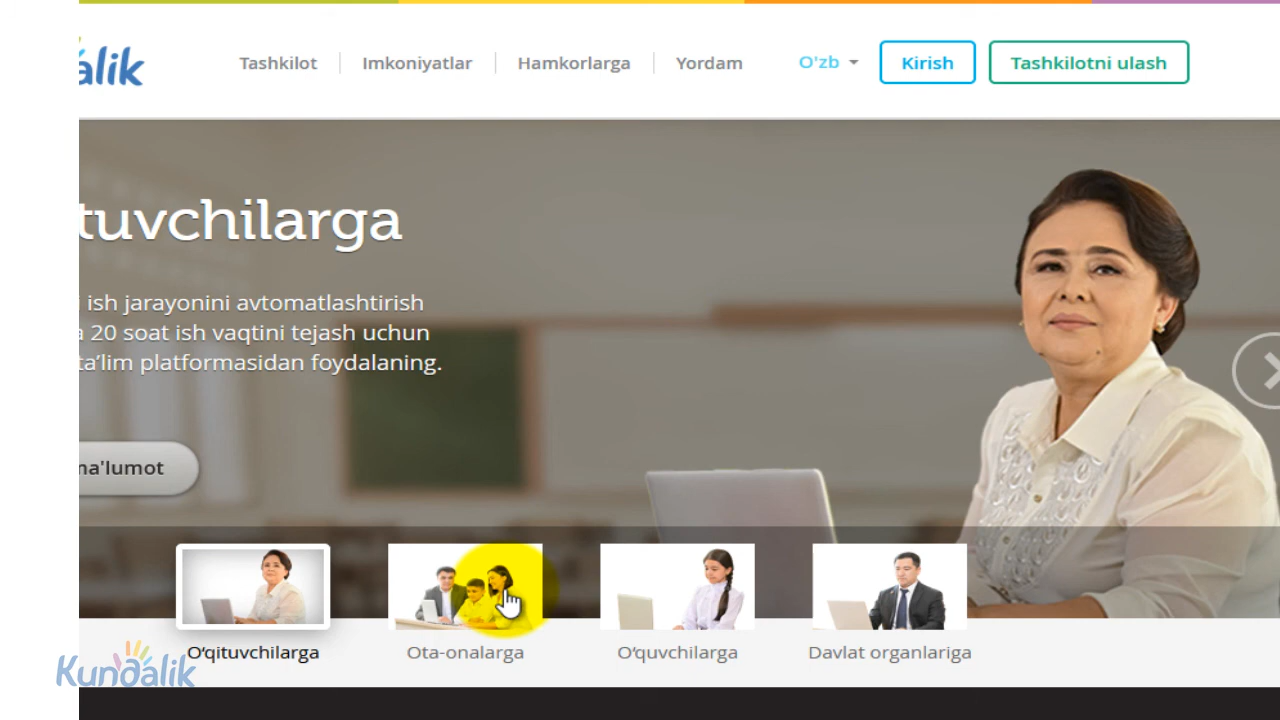 alik
Tashkilot
Imkoniyatlar
Hamkorlarga
Yordam
O'zb
Kirish
Tashkilotni ulash
tuvchilarga
ish jarayonini avtomatlashtirish
20 soat ish vaqtini tejash uchun
ta’lim platformasidan foydalaning.
ma'lumot
O‘qituvchilarga
Ota-onalarga
O‘quvchilarga
Davlat organlariga
Kundalik